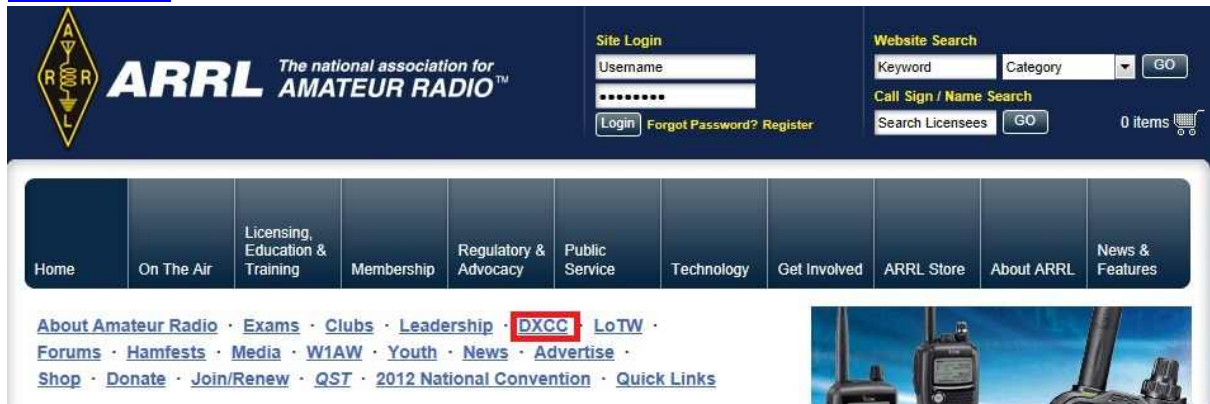 A
R R
L
ARRL The national association for
AMATEUR RADIO™
Site Login
Username
••••••••
Login Forgot Password? Register
Website Search
Keyword Category GO
Call Sign / Name Search
Search Licensees GO
0 items
Home
On The Air
Licensing,
Education &
Training
Membership
Regulatory &
Advocacy
Public
Service
Technology
Get Involved
ARRL Store
About ARRL
News &
Features
About Amateur Radio · Exams · Clubs · Leadership · DXCC · LoTW ·
Forums · Hamfests · Media · W1AW · Youth · News · Advertise ·
Shop · Donate · Join/Renew · QST · 2012 National Convention · Quick Links